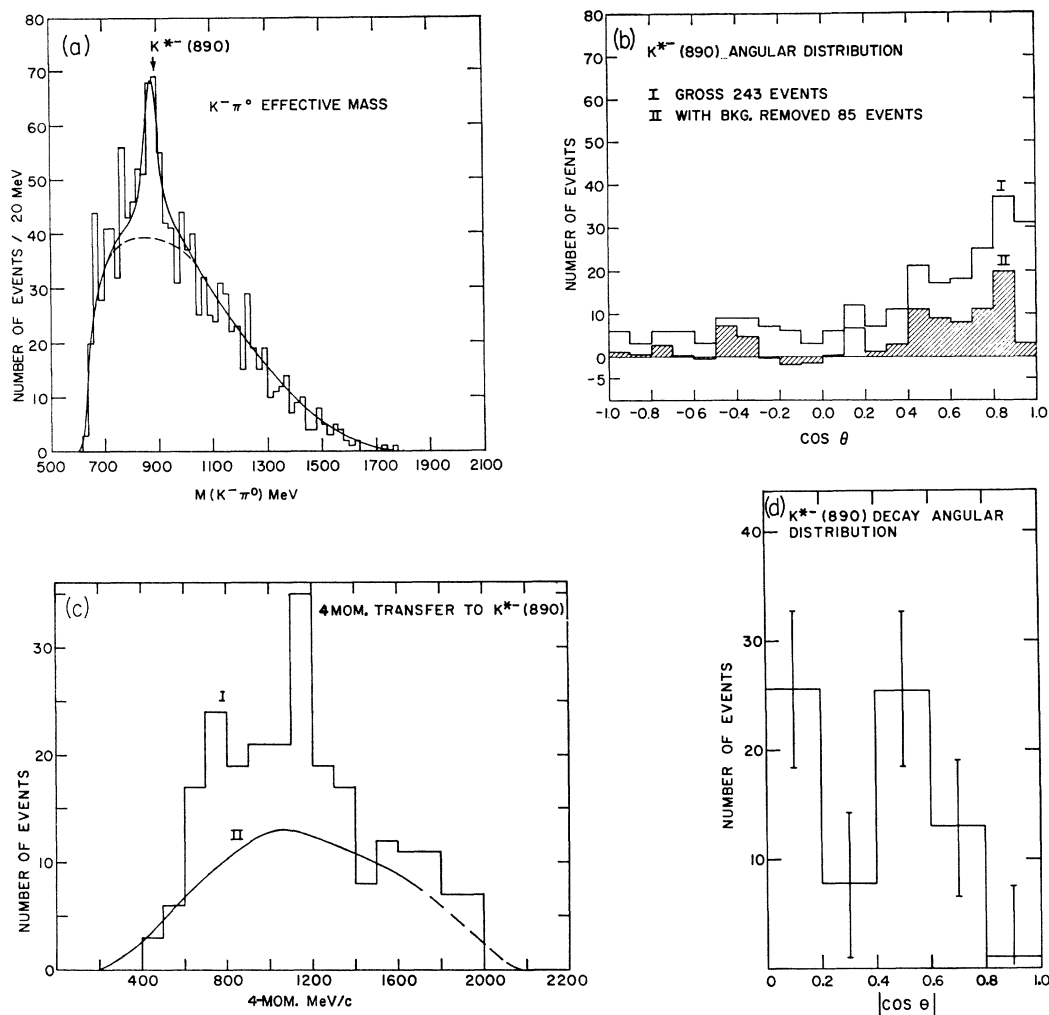 (a)
K*-(890)
K⁻π° EFFECTIVE MASS
NUMBER OF EVENTS / 20 MeV
80
70
60
50
40
30
20
10
0
500 700 900 1100 1300 1500 1700 1900 2100
M (K⁻π⁰) MeV
(b)
K*-(890) ANGULAR DISTRIBUTION
I GROSS 243 EVENTS
II WITH BKG. REMOVED 85 EVENTS
NUMBER OF EVENTS
80
70
60
50
40
30
20
10
0
-5
I
II
-1.0 -0.8 -0.6 -0.4 -0.2 0.0 0.2 0.4 0.6 0.8 1.0
COS θ
(c)
4 MOM. TRANSFER TO K*-(890)
NUMBER OF EVENTS
30
20
10
0
I
II
400 800 1200 1600 2000 2200
4-MOM. MeV/c
(d)
K*-(890) DECAY ANGULAR
DISTRIBUTION
NUMBER OF EVENTS
40
30
20
10
0 0.2 0.4 0.6 0.8 1.0
|COS θ|